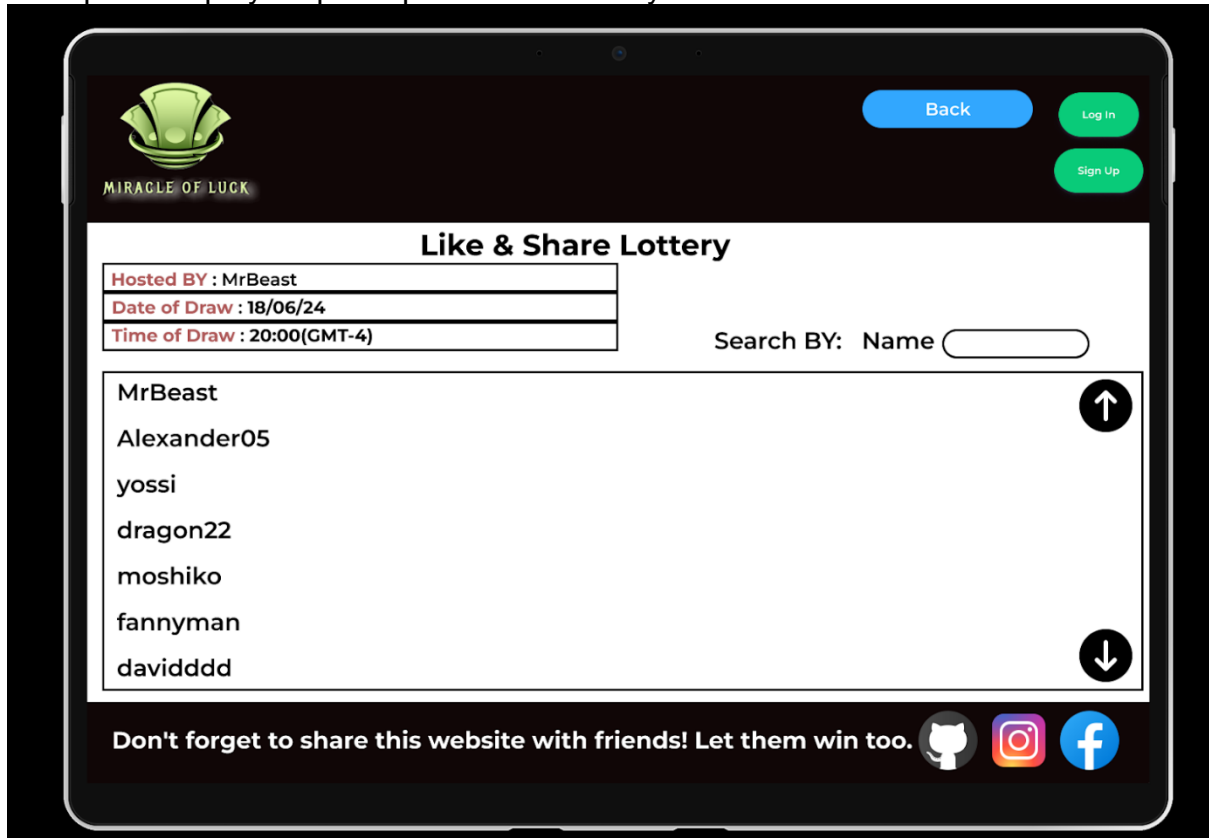 Back
Log In
MIRACLE OF LUCK
Sign Up
Like & Share Lottery
Hosted BY : MrBeast
Date of Draw : 18/06/24
Time of Draw : 20:00(GMT-4)
Search BY: Name
MrBeast
Alexander05
yossi
dragon22
moshiko
fannyman
davidddd
Don't forget to share this website with friends! Let them win too.